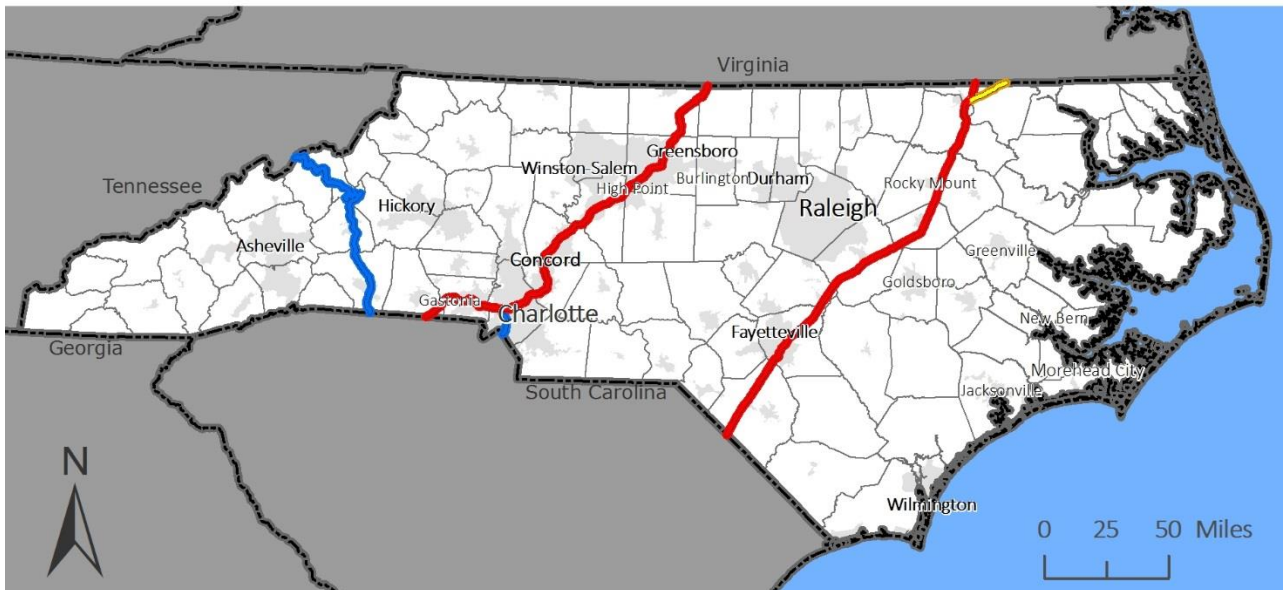 Virginia
Greensboro
Winston-Salem
High Point
Burlington
Durham
Tennessee
Rocky Mount
Hickory
Raleigh
Asheville
Greenville
Concord
Goldsboro
Gastonia
Charlotte
New Bern
Fayetteville
Georgia
Morehead City
South Carolina
Jacksonville
N
Wilmington
0 25 50 Miles